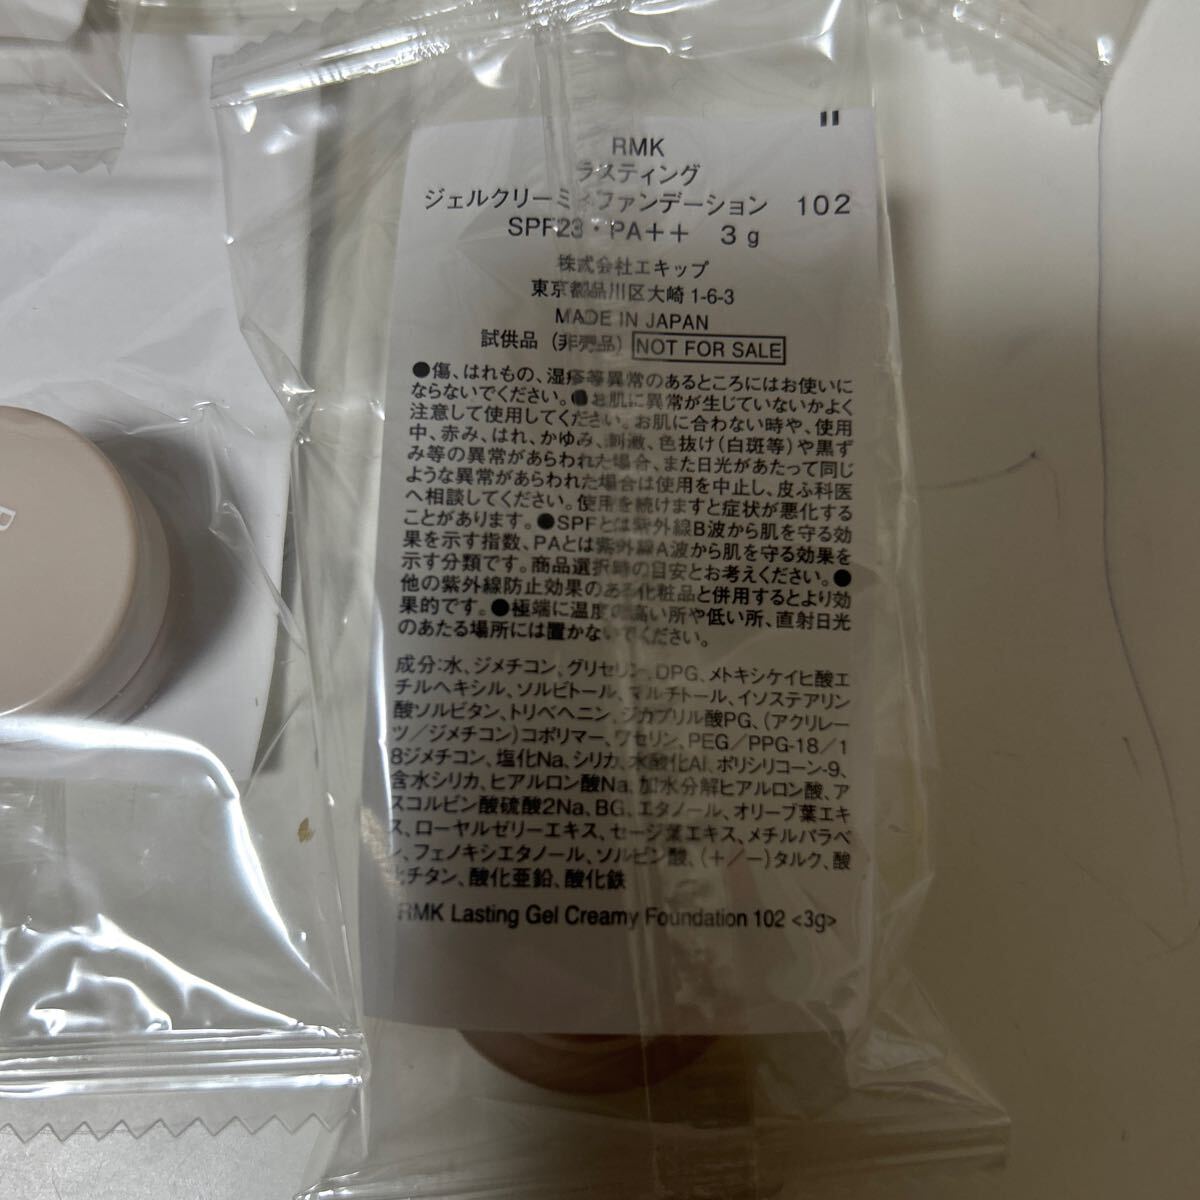 RMK
ラスティング
ジェルクリーミィファンデーション 102
SPF23・PA++ 3g
株式会社エキップ
東京都品川区大崎1-6-3
MADE IN JAPAN
試供品（非売品）NOT FOR SALE
●傷、はれもの、湿疹等異常のあるところにはお使いに
ならないでください。●お肌に異常が生じていないかよく
注意して使用してください。お肌に合わない時や、使用
中、赤み、はれ、かゆみ、刺激、色抜け（白斑等）や黒ず
み等の異常があらわれた場合、また日光があたって同じ
ような異常があらわれた場合は使用を中止し、皮ふ科医
へ相談してください。使用を続けますと症状が悪化する
ことがあります。●SPFとは紫外線B波から肌を守る効
果を示す指数、PAとは紫外線A波から肌を守る効果を
示す分類です。商品選択時の目安とお考えください。●
他の紫外線防止効果のある化粧品と併用するとより効
果的です。●極端に温度の高い所や低い所、直射日光
のあたる場所には置かないでください。
成分：水、ジメチコン、グリセリン、DPG、メトキシケイヒ酸エ
チルヘキシル、ソルビトール、マルチトール、イソステアリン
酸ソルビタン、トリベヘニン、ジカプリル酸PG、（アクリレー
ツ／ジメチコン）コポリマー、ワセリン、PEG／PPG-18／1
8ジメチコン、塩化Na、シリカ、水酸化Al、ポリシリコーン-9、
含水シリカ、ヒアルロン酸Na、加水分解ヒアルロン酸、ア
スコルビン酸硫酸2Na、BG、エタノール、オリーブ葉エキ
ス、ローヤルゼリーエキス、セージ葉エキス、メチルパラベ
ン、フェノキシエタノール、ソルビン酸、（+／−）タルク、酸
化チタン、酸化亜鉛、酸化鉄
RMK Lasting Gel Creamy Foundation 102 <3g>